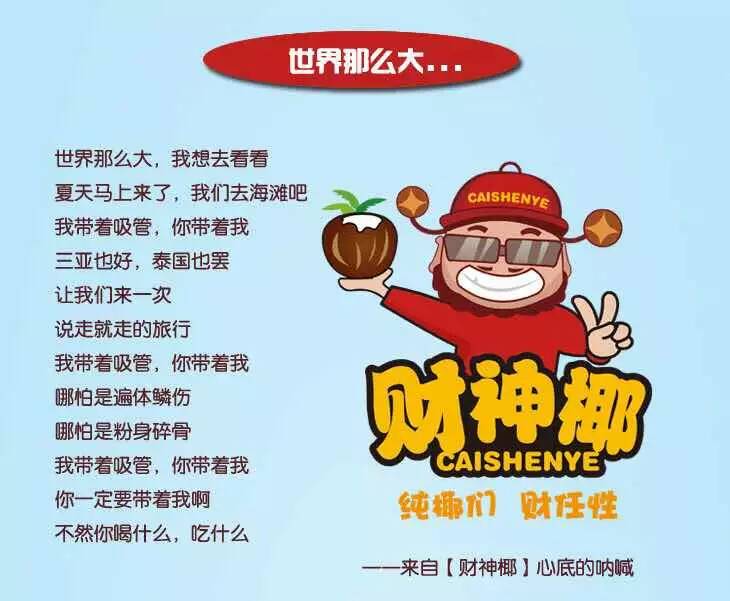 世界那么大...
世界那么大，我想去看看
夏天马上来了，我们去海滩吧
我带着吸管，你带着我
三亚也好，泰国也罢
让我们来一次
说走就走的旅行
我带着吸管，你带着我
哪怕是遍体鳞伤
哪怕是粉身碎骨
我带着吸管，你带着我
你一定要带着我啊
不然你喝什么，吃什么
CAISHENYE
财神椰
CAISHENYE
纯椰们 财任性
——来自【财神椰】心底的呐喊